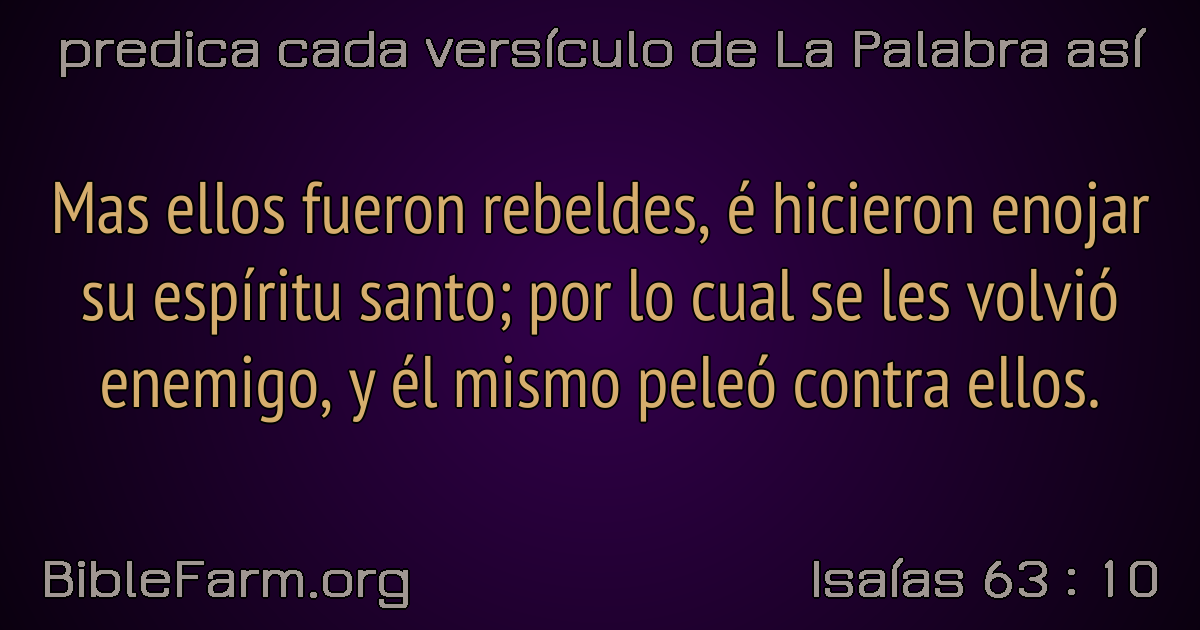 predica cada versículo de La Palabra así
Mas ellos fueron rebeldes, é hicieron enojar
su espíritu santo; por lo cual se les volvió
enemigo, y él mismo peleó contra ellos.
BibleFarm.org
Isaías 63 : 10